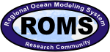 Regional Ocean Modeling System
ROMS
Research Community